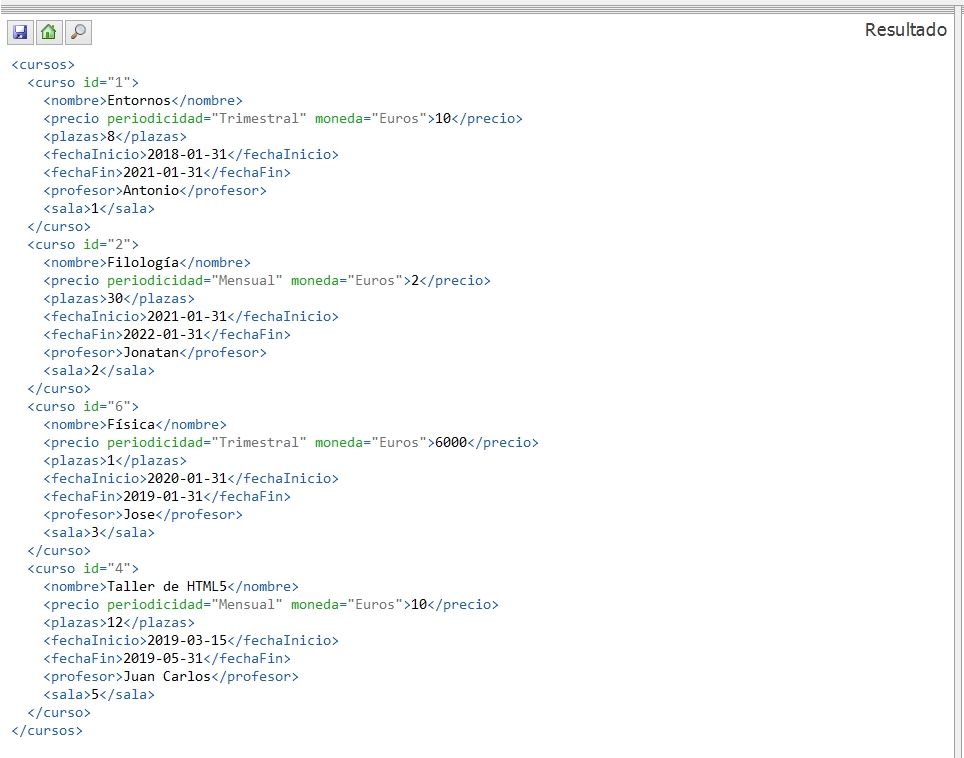 Resultado
<cursos>
  <curso id="1">
    <nombre>Entornos</nombre>
    <precio periodicidad="Trimestral" moneda="Euros">10</precio>
    <plazas>8</plazas>
    <fechaInicio>2018-01-31</fechaInicio>
    <fechaFin>2021-01-31</fechaFin>
    <profesor>Antonio</profesor>
    <sala>1</sala>
  </curso>
  <curso id="2">
    <nombre>Filología</nombre>
    <precio periodicidad="Mensual" moneda="Euros">2</precio>
    <plazas>30</plazas>
    <fechaInicio>2021-01-31</fechaInicio>
    <fechaFin>2022-01-31</fechaFin>
    <profesor>Jonatan</profesor>
    <sala>2</sala>
  </curso>
  <curso id="6">
    <nombre>Física</nombre>
    <precio periodicidad="Trimestral" moneda="Euros">6000</precio>
    <plazas>1</plazas>
    <fechaInicio>2020-01-31</fechaInicio>
    <fechaFin>2019-01-31</fechaFin>
    <profesor>Jose</profesor>
    <sala>3</sala>
  </curso>
  <curso id="4">
    <nombre>Taller de HTML5</nombre>
    <precio periodicidad="Mensual" moneda="Euros">10</precio>
    <plazas>12</plazas>
    <fechaInicio>2019-03-15</fechaInicio>
    <fechaFin>2019-05-31</fechaFin>
    <profesor>Juan Carlos</profesor>
    <sala>5</sala>
  </curso>
</cursos>